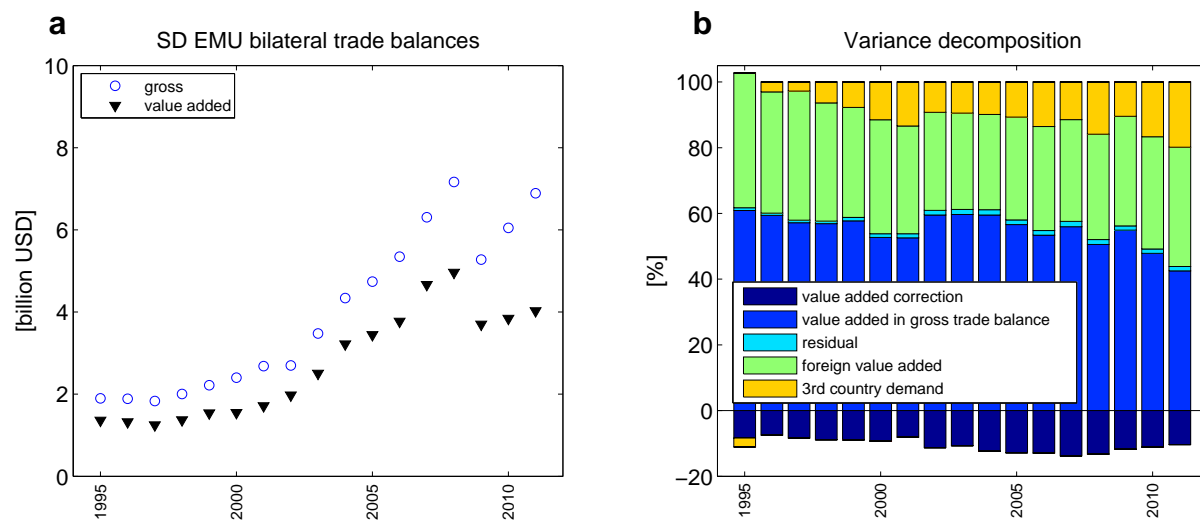 a
SD EMU bilateral trade balances
[billion USD]
10
8
6
4
2
0
gross
value added
1995
2000
2005
2010
b
Variance decomposition
[%]
100
80
60
40
20
0
−20
value added correction
value added in gross trade balance
residual
foreign value added
3rd country demand
1995
2000
2005
2010